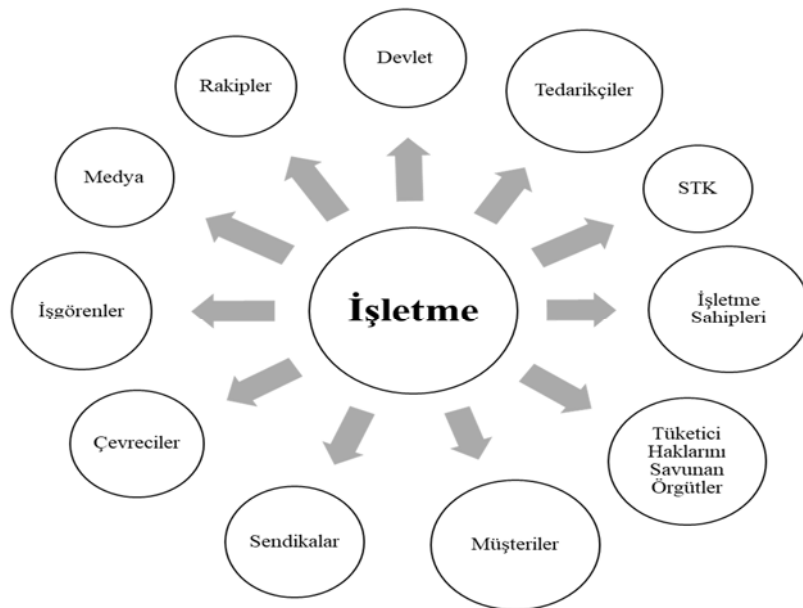 Devlet
Tedarikçiler
Rakipler
Medya
STK
İşgörenler
İşletme
İşletme
Sahipleri
Çevreciler
Tüketici
Haklarını
Savunan
Örgütler
Sendikalar
Müşteriler